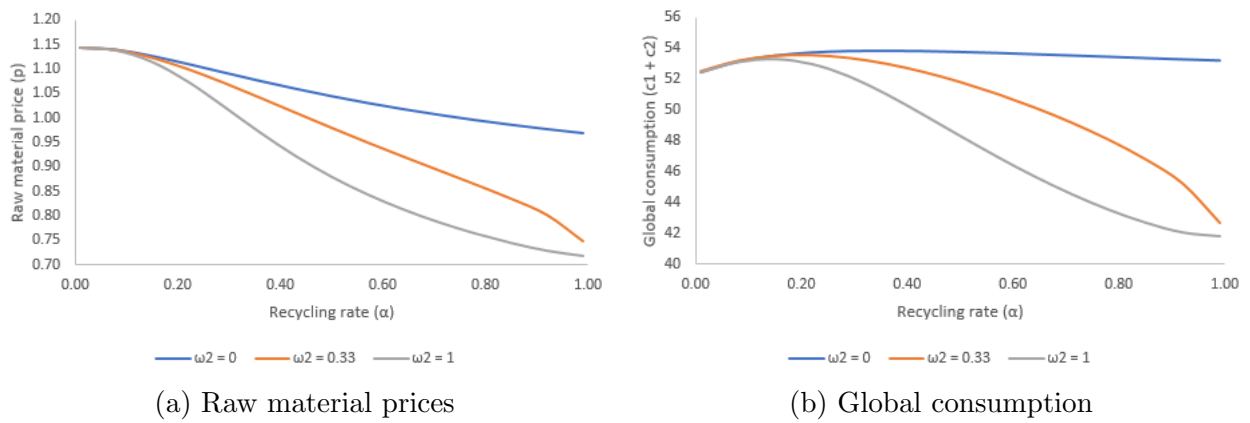 1.20
1.15
1.10
1.05
1.00
0.95
0.90
0.85
0.80
0.75
0.70
Raw material price (p)
0.00 0.20 0.40 0.60 0.80 1.00
Recycling rate (α)
ω2 = 0 ω2 = 0.33 ω2 = 1
(a) Raw material prices
56
54
52
50
48
46
44
42
40
Global consumption (c1 + c2)
0.00 0.20 0.40 0.60 0.80 1.00
Recycling rate (α)
ω2 = 0 ω2 = 0.33 ω2 = 1
(b) Global consumption